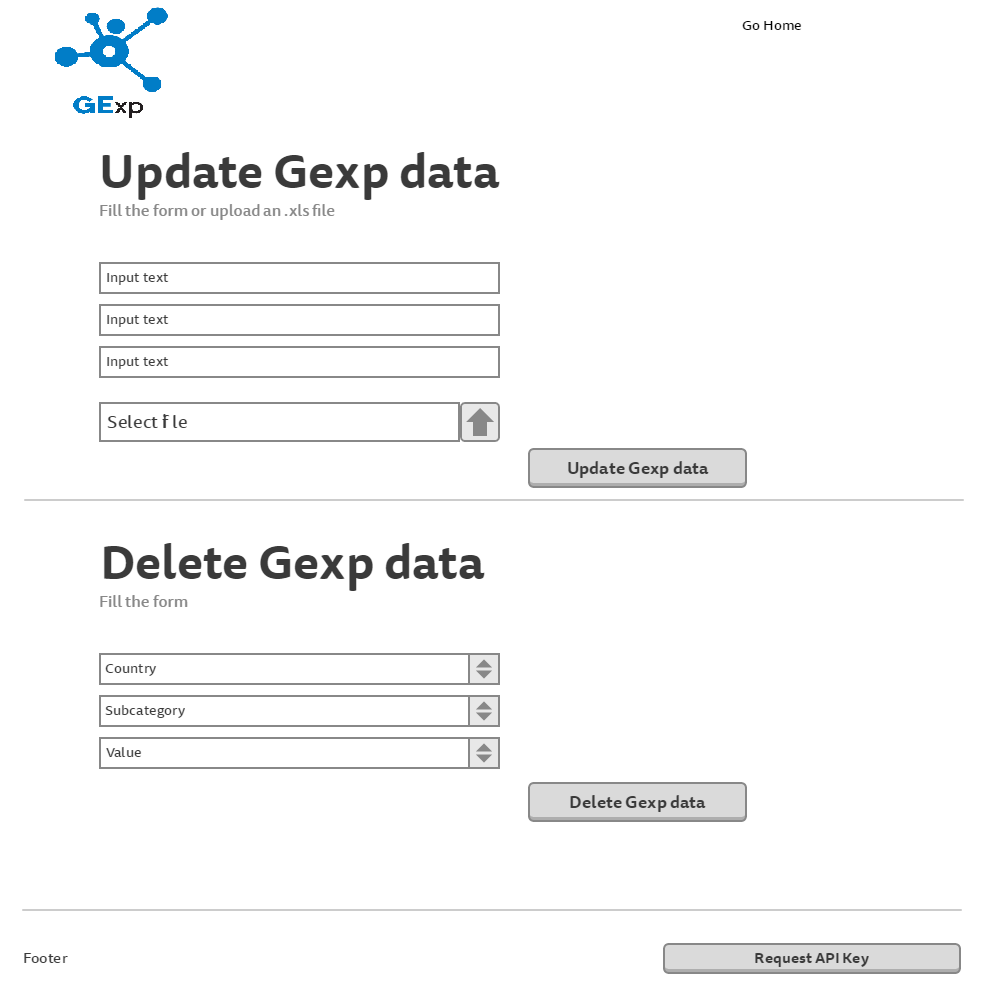 Go Home
GExp
Update Gexp data
Fill the form or upload an .xls file
Input text
Input text
Input text
Select file
Update Gexp data
Delete Gexp data
Fill the form
Country
Subcategory
Value
Delete Gexp data
Footer
Request API Key